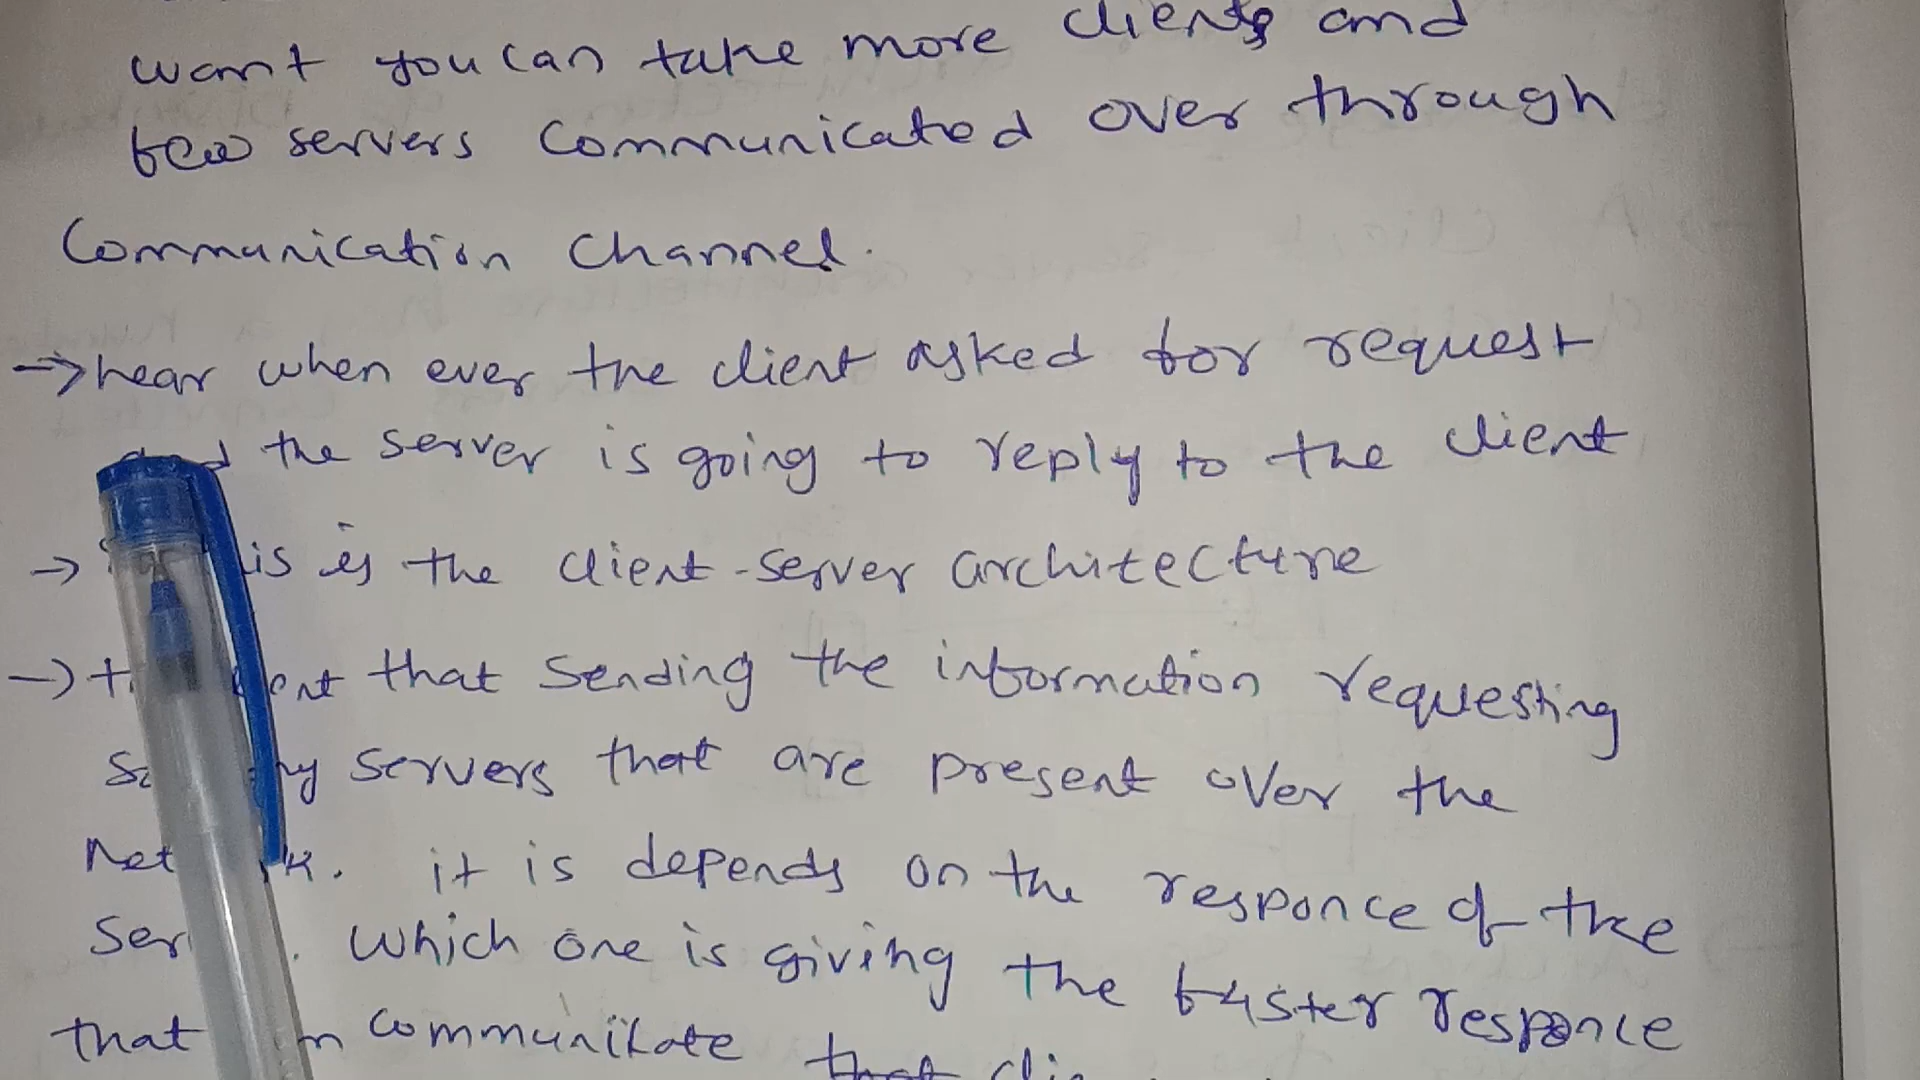 want you can take more clients and
few servers communicated over through
Communication channel.
→ hear when ever the client asked for request
the server is going to reply to the client
→ is the client-server architecture
→ that sending the information requesting
servers that are present over the
it is depends on the responce of the
which one is giving the faster responce
that communikate that